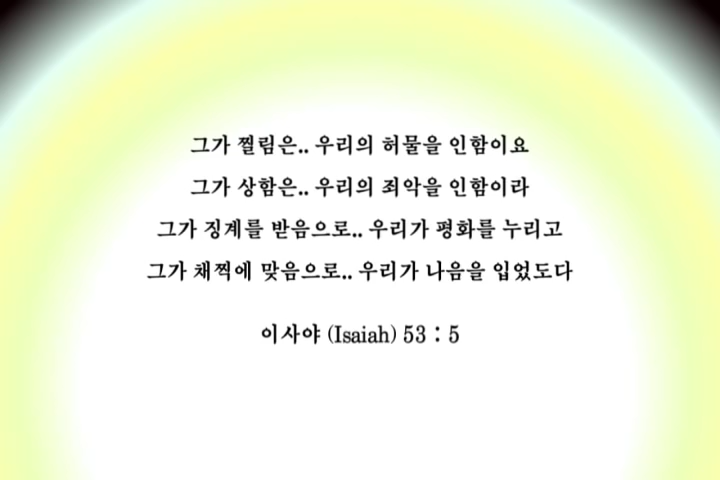 그가 찔림은.. 우리의 허물을 인함이요
그가 상함은.. 우리의 죄악을 인함이라
그가 징계를 받음으로.. 우리가 평화를 누리고
그가 채찍에 맞음으로.. 우리가 나음을 입었도다
이사야 (Isaiah) 53 : 5